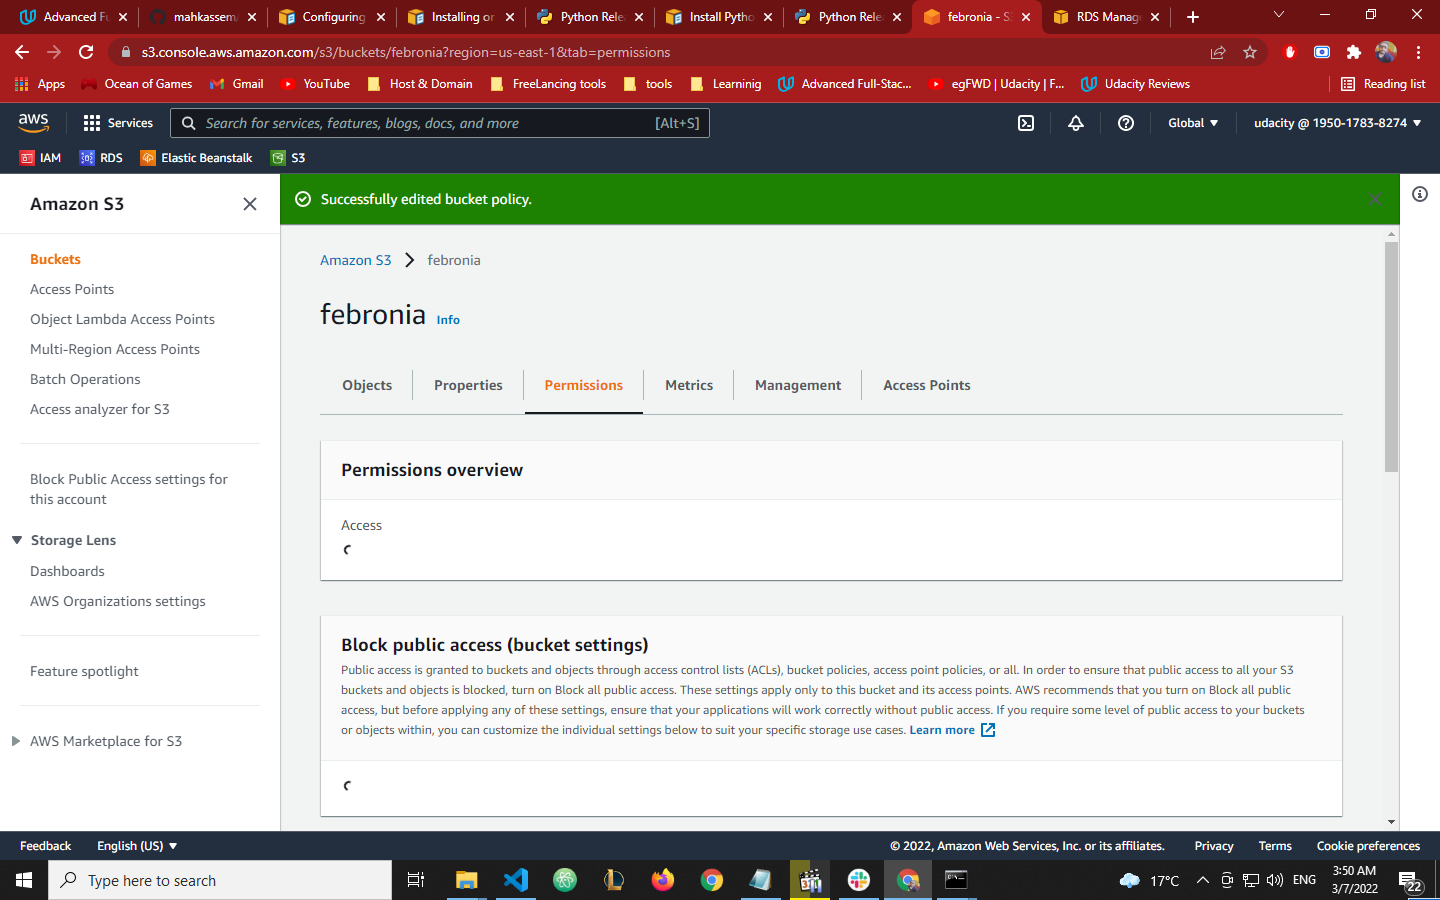 Advanced Fu
mahkassem/
Configuring
Installing or
Python Rele
Install Pytho
Python Rele
febronia - S3
RDS Manag
s3.console.aws.amazon.com/s3/buckets/febronia?region=us-east-1&tab=permissions
Apps
Ocean of Games
Gmail
YouTube
Host & Domain
FreeLancing tools
tools
Learninig
Advanced Full-Stac...
egFWD | Udacity | F...
Udacity Reviews
Reading list
aws
Services
Search for services, features, blogs, docs, and more
[Alt+S]
Global
udacity @ 1950-1783-8274
IAM
RDS
Elastic Beanstalk
S3
Amazon S3
Successfully edited bucket policy.
Buckets
Access Points
Object Lambda Access Points
Multi-Region Access Points
Batch Operations
Access analyzer for S3
Block Public Access settings for
this account
Storage Lens
Dashboards
AWS Organizations settings
Feature spotlight
AWS Marketplace for S3
Amazon S3
febronia
febronia Info
Objects
Properties
Permissions
Metrics
Management
Access Points
Permissions overview
Access
Block public access (bucket settings)
Public access is granted to buckets and objects through access control lists (ACLs), bucket policies, access point policies, or all. In order to ensure that public access to all your S3
buckets and objects is blocked, turn on Block all public access. These settings apply only to this bucket and its access points. AWS recommends that you turn on Block all public
access, but before applying any of these settings, ensure that your applications will work correctly without public access. If you require some level of public access to your buckets
or objects within, you can customize the individual settings below to suit your specific storage use cases. Learn more
Feedback
English (US)
© 2022, Amazon Web Services, Inc. or its affiliates.
Privacy
Terms
Cookie preferences
Type here to search
17°C
ENG
3:50 AM
3/7/2022
22